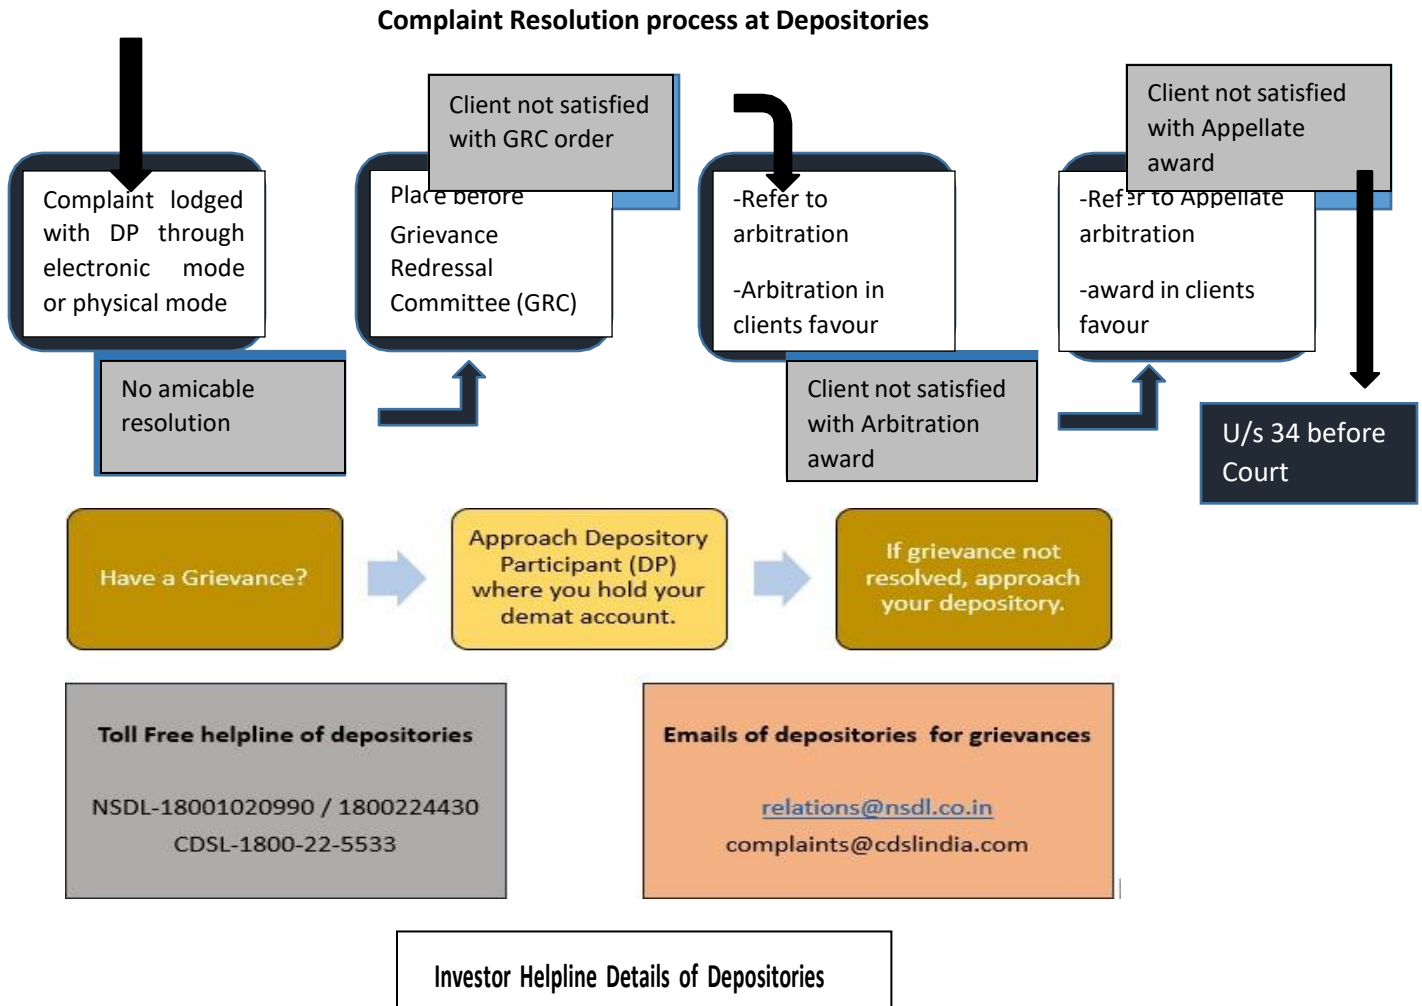 Complaint Resolution process at Depositories
Complaint lodged
with DP through
electronic mode
or physical mode
No amicable
resolution
Place before
Grievance
Redressal
Committee (GRC)
Client not satisfied
with GRC order
-Refer to
arbitration
-Arbitration in
clients favour
Client not satisfied
with Arbitration
award
-Refer to Appellate
arbitration
-award in clients
favour
Client not satisfied
with Appellate
award
U/s 34 before
Court
Have a Grievance?
Approach Depository
Participant (DP)
where you hold your
demat account.
If grievance not
resolved, approach
your depository.
Toll Free helpline of depositories
NSDL-18001020990 / 1800224430
CDSL-1800-22-5533
Emails of depositories for grievances
relations@nsdl.co.in
complaints@cdslindia.com
Investor Helpline Details of Depositories